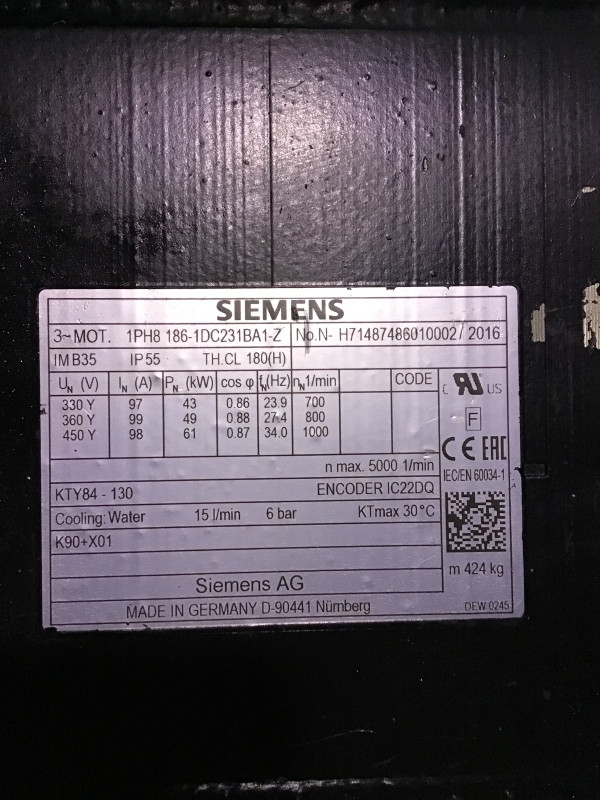 SIEMENS
3~MOT. 1PH8 186-1DC231BA1-Z No.N- H71487486010002 / 2016
IM B35 IP 55 TH.CL 180(H)
UN (V) IN (A) PN (kW) cos φ fN(Hz) nN1/min CODE
330 Y 97 43 0.86 23.9 700
360 Y 99 49 0.88 27.4 800
450 Y 98 61 0.87 34.0 1000
c RU US
F
CE EAC
n max. 5000 1/min
IEC/EN 60034-1
KTY84 - 130 ENCODER IC22DQ
Cooling: Water 15 l/min 6 bar KTmax 30°C
K90+X01
m 424 kg
Siemens AG
MADE IN GERMANY D-90441 Nürnberg
DEW 0245